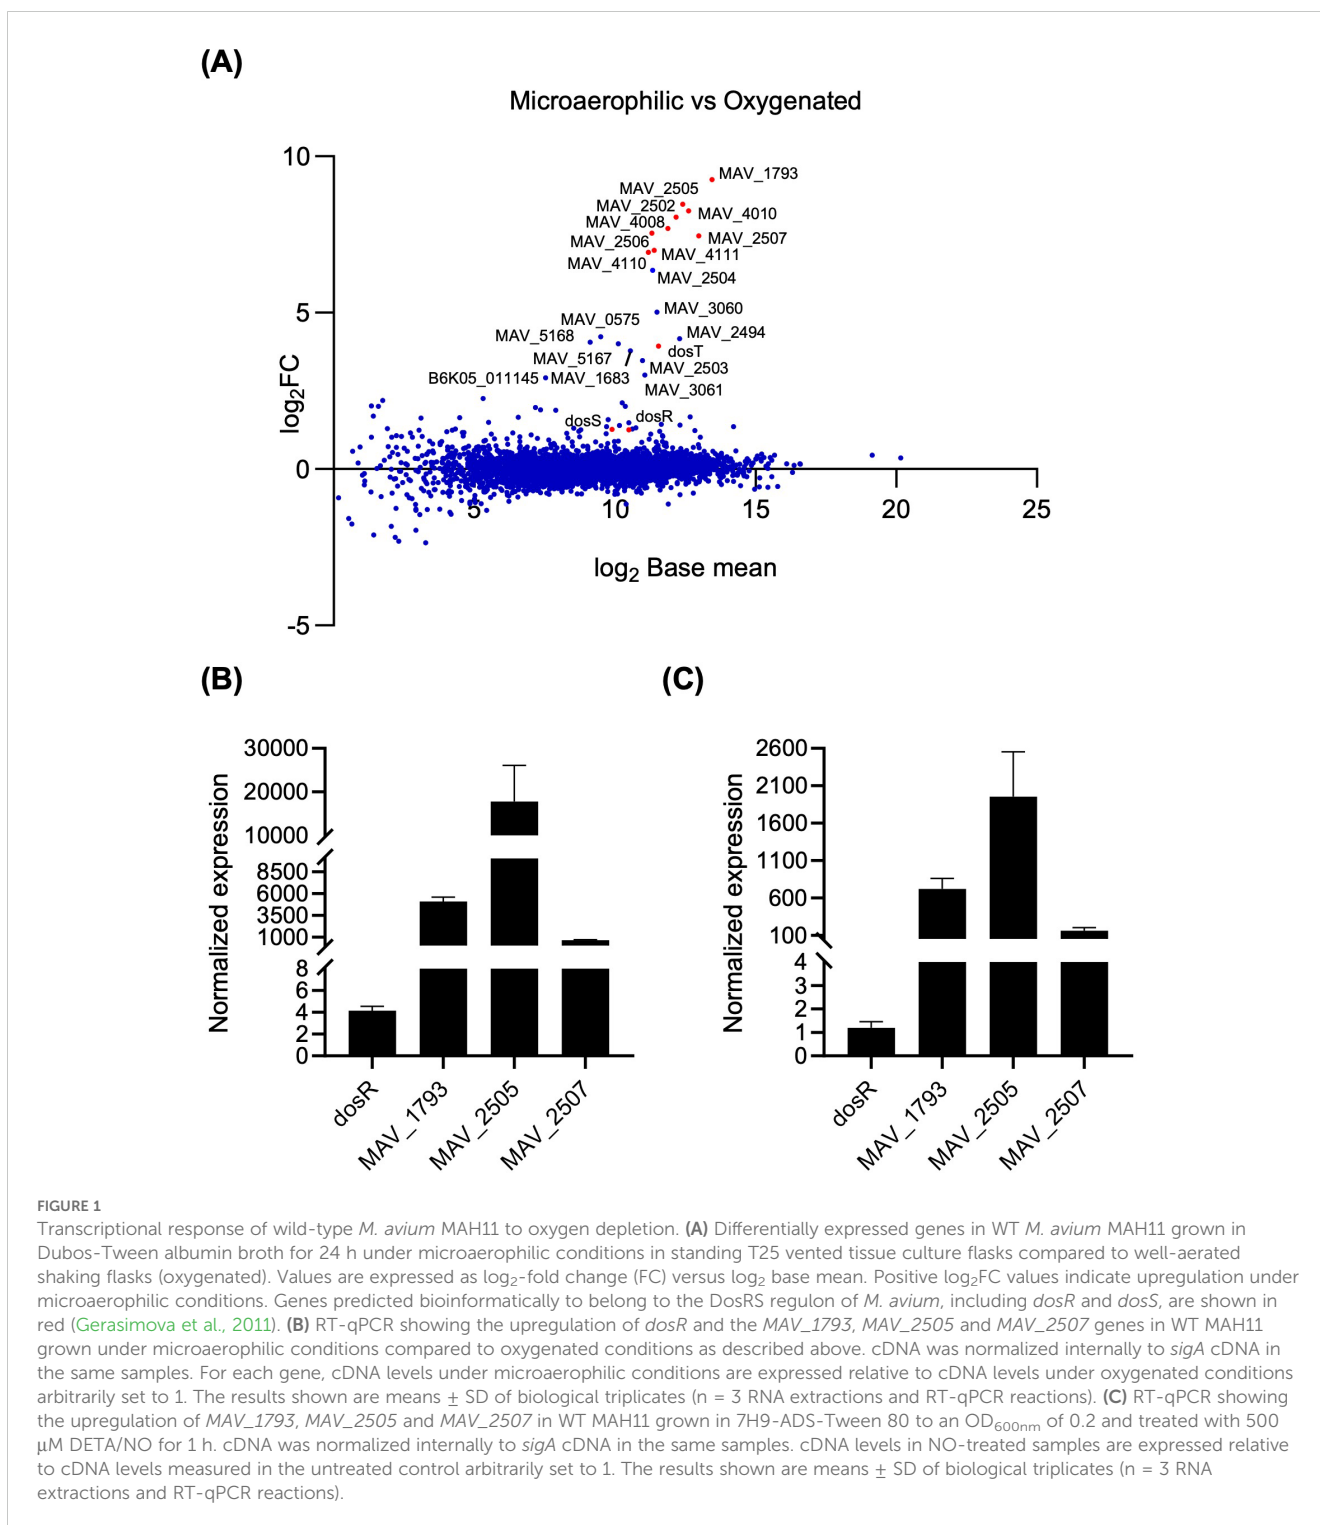 (A)
Microaerophilic vs Oxygenated
10
5
0
-5
log2FC
5
10
15
20
25
log2 Base mean
MAV_1793
MAV_2505
MAV_2502
MAV_4010
MAV_4008
MAV_2507
MAV_2506
MAV_4111
MAV_4110
MAV_2504
MAV_3060
MAV_0575
MAV_5168
MAV_2494
dosT
MAV_5167
MAV_2503
B6K05_011145
MAV_1683
MAV_3061
dosS
dosR
(B)
Normalized expression
30000
20000
10000
8500
6000
3500
1000
8
6
4
2
0
dosR
MAV_1793
MAV_2505
MAV_2507
(C)
Normalized expression
2600
2100
1600
1100
600
100
4
3
2
1
0
dosR
MAV_1793
MAV_2505
MAV_2507
FIGURE 1
Transcriptional response of wild-type M. avium MAH11 to oxygen depletion. (A) Differentially expressed genes in WT M. avium MAH11 grown in
Dubos-Tween albumin broth for 24 h under microaerophilic conditions in standing T25 vented tissue culture flasks compared to well-aerated
shaking flasks (oxygenated). Values are expressed as log2-fold change (FC) versus log2 base mean. Positive log2FC values indicate upregulation under
microaerophilic conditions. Genes predicted bioinformatically to belong to the DosRS regulon of M. avium, including dosR and dosS, are shown in
red (Gerasimova et al., 2011). (B) RT-qPCR showing the upregulation of dosR and the MAV_1793, MAV_2505 and MAV_2507 genes in WT MAH11
grown under microaerophilic conditions compared to oxygenated conditions as described above. cDNA was normalized internally to sigA cDNA in
the same samples. For each gene, cDNA levels under microaerophilic conditions are expressed relative to cDNA levels under oxygenated conditions
arbitrarily set to 1. The results shown are means ± SD of biological triplicates (n = 3 RNA extractions and RT-qPCR reactions). (C) RT-qPCR showing
the upregulation of MAV_1793, MAV_2505 and MAV_2507 in WT MAH11 grown in 7H9-ADS-Tween 80 to an OD600nm of 0.2 and treated with 500
μM DETA/NO for 1 h. cDNA was normalized internally to sigA cDNA in the same samples. cDNA levels in NO-treated samples are expressed relative
to cDNA levels measured in the untreated control arbitrarily set to 1. The results shown are means ± SD of biological triplicates (n = 3 RNA
extractions and RT-qPCR reactions).